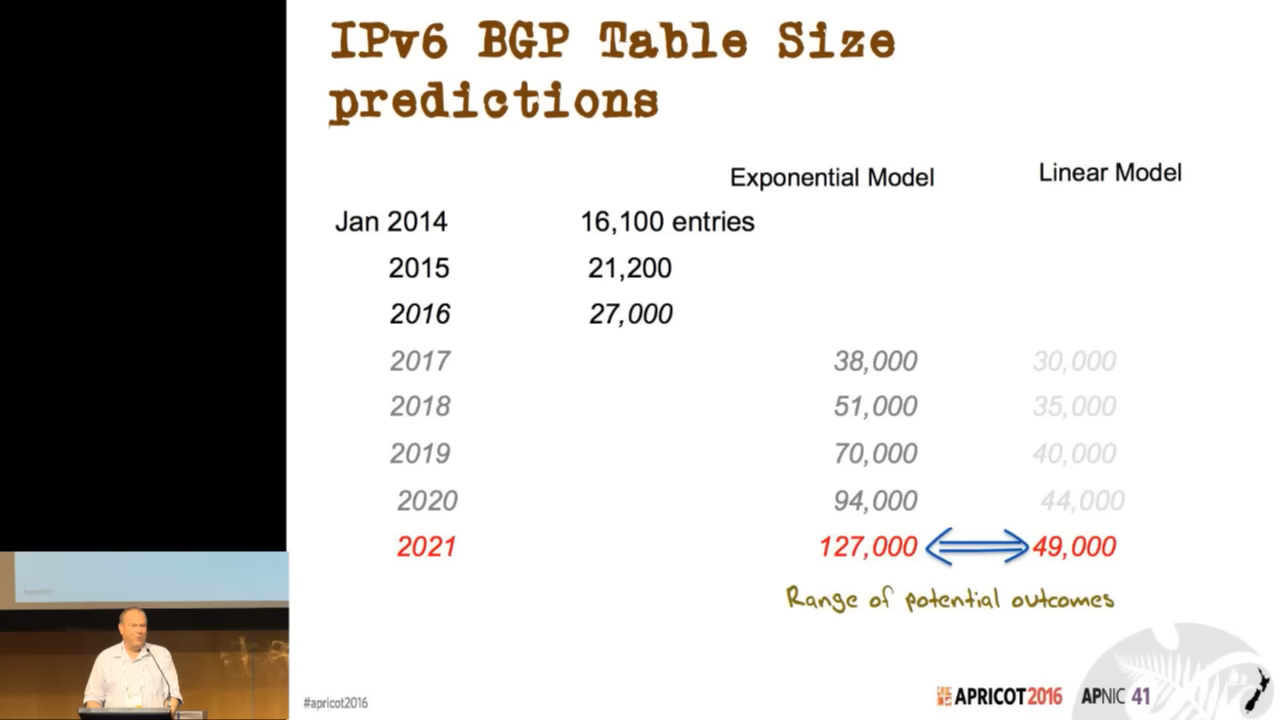 IPv6 BGP Table Size
predictions
Exponential Model Linear Model
Jan 2014 16,100 entries
2015 21,200
2016 27,000
2017 38,000 30,000
2018 51,000 35,000
2019 70,000 40,000
2020 94,000 44,000
2021 127,000 49,000
Range of potential outcomes
#apricot2016 APRICOT 2016 APNIC 41